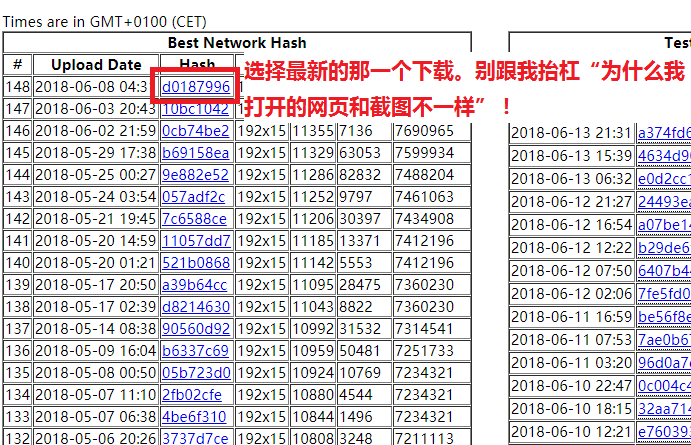 Times are in GMT+0100 (CET)
Best Network Hash
# Upload Date Hash
148 2018-06-08 04:3 d0187996 1
147 2018-06-03 20:43 10bc1042 1
146 2018-06-02 21:59 0cb74be2 192x15 11355 7136 7690965
145 2018-05-29 17:38 b69158ea 192x15 11329 63053 7599934
144 2018-05-25 00:27 9e882e52 192x15 11286 82832 7488204
143 2018-05-24 03:54 057adf2c 192x15 11252 9797 7461063
142 2018-05-21 19:45 7c6588ce 192x15 11206 30397 7434908
141 2018-05-20 14:59 11057dd7 192x15 11185 13371 7412196
140 2018-05-20 01:21 521b0868 192x15 11142 5553 7412196
139 2018-05-17 20:50 a39b64cc 192x15 11095 28475 7360230
138 2018-05-17 02:39 d8214630 192x15 11043 8822 7360230
137 2018-05-14 08:38 90560d92 192x15 10992 31532 7314541
136 2018-05-09 16:04 b6337c69 192x15 10959 50481 7251733
135 2018-05-08 00:50 05b723d0 192x15 10924 10769 7234321
134 2018-05-07 11:10 2fb02cfe 192x15 10880 4544 7234321
133 2018-05-07 06:38 4be6f310 192x15 10844 1496 7234321
132 2018-05-06 20:26 3737d7ce 192x15 10808 3248 7211113
选择最新的那一个下载。别跟我抬杠“为什么我
打开的网页和截图不一样”！
Test
2018-06-13 21:31 a374fd6
2018-06-13 15:39 4634d9
2018-06-13 06:32 e0d2cc1
2018-06-12 21:27 24493ea
2018-06-12 16:54 a07be14
2018-06-12 12:22 b29de6
2018-06-12 07:50 6407b4
2018-06-12 02:06 7fe5fd0
2018-06-11 16:59 be56f8e
2018-06-11 07:53 7ae0b67
2018-06-11 03:20 96d0a7
2018-06-10 22:47 0c004c4
2018-06-10 18:15 32aa714
2018-06-10 12:21 e76039